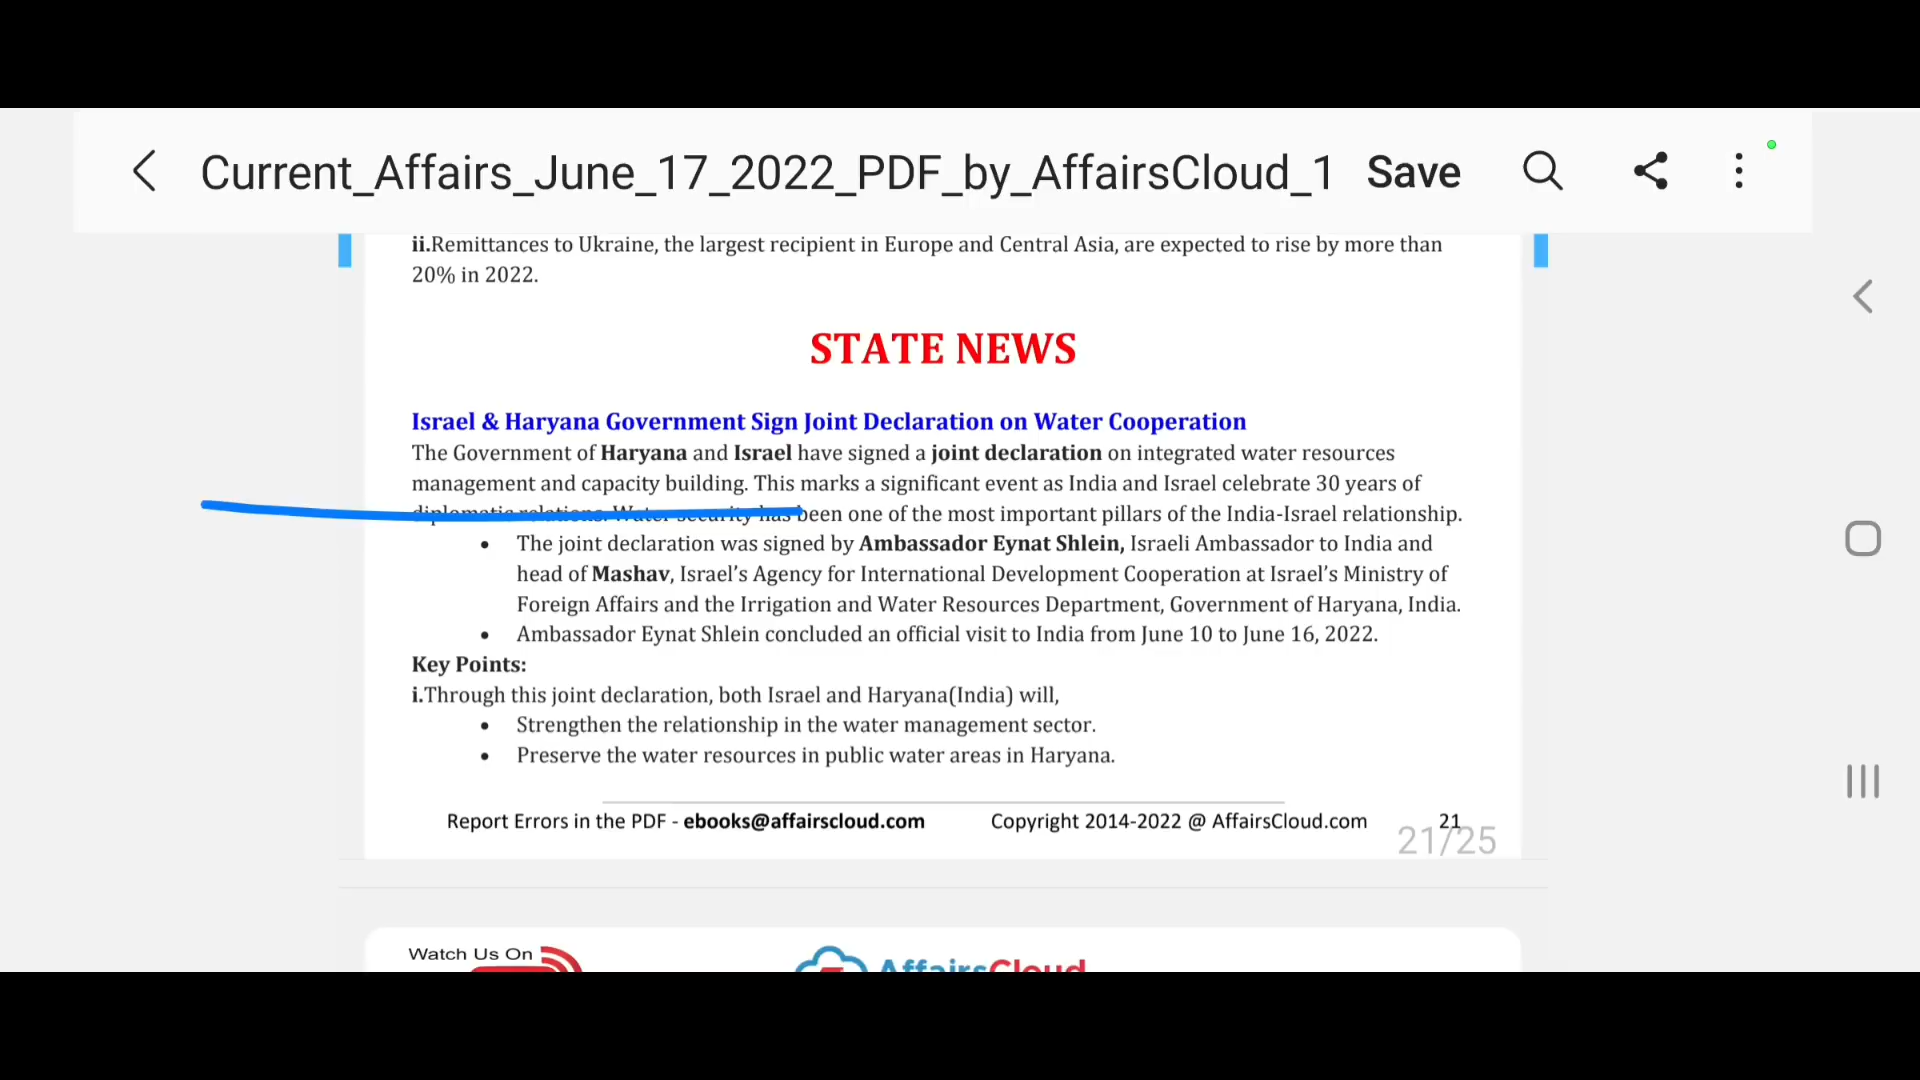 Current_Affairs_June_17_2022_PDF_by_AffairsCloud_1 Save
ii.Remittances to Ukraine, the largest recipient in Europe and Central Asia, are expected to rise by more than
20% in 2022.
STATE NEWS
Israel & Haryana Government Sign Joint Declaration on Water Cooperation
The Government of Haryana and Israel have signed a joint declaration on integrated water resources
management and capacity building. This marks a significant event as India and Israel celebrate 30 years of
diplomatic relations. Water security has been one of the most important pillars of the India-Israel relationship.
• The joint declaration was signed by Ambassador Eynat Shlein, Israeli Ambassador to India and
head of Mashav, Israel’s Agency for International Development Cooperation at Israel’s Ministry of
Foreign Affairs and the Irrigation and Water Resources Department, Government of Haryana, India.
• Ambassador Eynat Shlein concluded an official visit to India from June 10 to June 16, 2022.
Key Points:
i.Through this joint declaration, both Israel and Haryana(India) will,
• Strengthen the relationship in the water management sector.
• Preserve the water resources in public water areas in Haryana.
Report Errors in the PDF - ebooks@affairscloud.com Copyright 2014-2022 @ AffairsCloud.com 21
21/25
Watch Us On
AffairsCloud